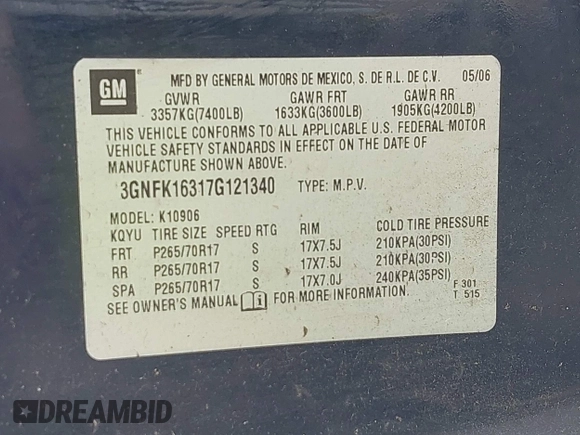 GM
MFD BY GENERAL MOTORS DE MEXICO, S. DE R.L. DE C.V. 05/06
GVWR GAWR FRT GAWR RR
3357KG(7400LB) 1633KG(3600LB) 1905KG(4200LB)
THIS VEHICLE CONFORMS TO ALL APPLICABLE U.S. FEDERAL MOTOR
VEHICLE SAFETY STANDARDS IN EFFECT ON THE DATE OF
MANUFACTURE SHOWN ABOVE.
3GNFK16317G121340 TYPE: M.P.V.
MODEL: K10906
KQYU TIRE SIZE SPEED RTG RIM COLD TIRE PRESSURE
FRT P265/70R17 S 17X7.5J 210KPA(30PSI)
RR P265/70R17 S 17X7.5J 210KPA(30PSI)
SPA P265/70R17 S 17X7.0J 240KPA(35PSI)
SEE OWNER'S MANUAL FOR MORE INFORMATION.
F 301
T 515
DREAMBID